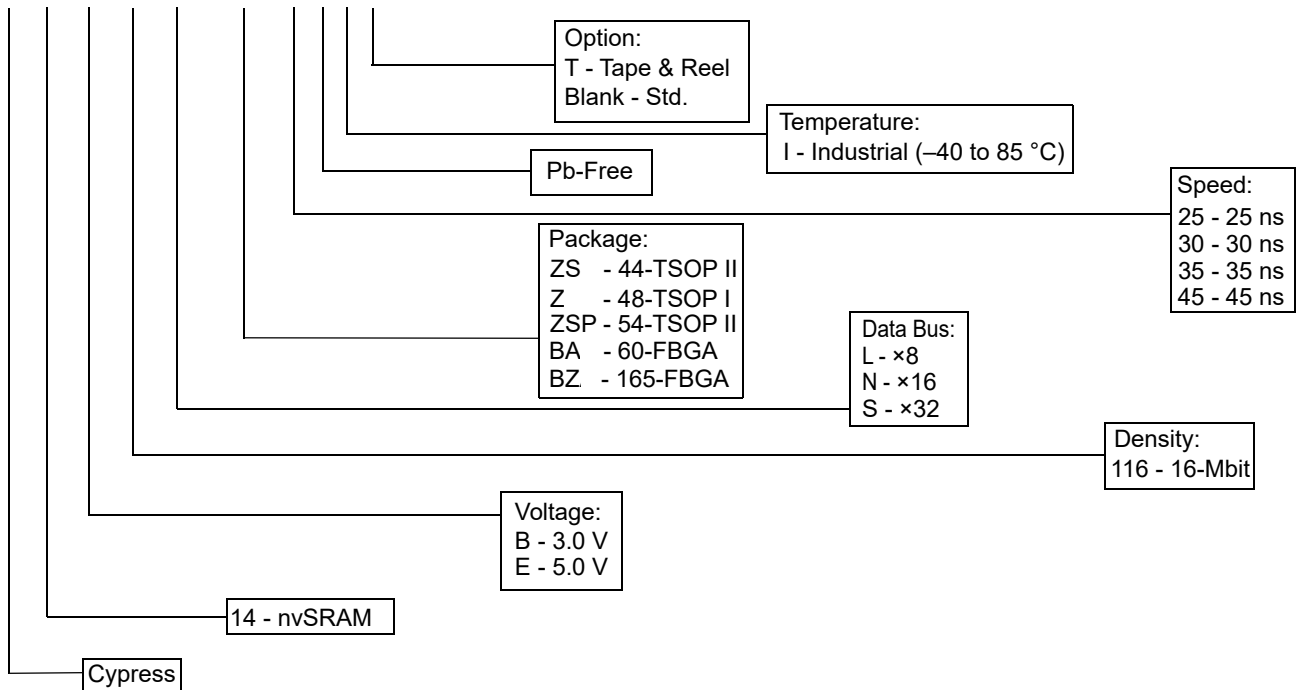 Option:
T - Tape & Reel
Blank - Std.
Temperature:
I - Industrial (–40 to 85 °C)
Pb-Free
Speed:
25 - 25 ns
30 - 30 ns
35 - 35 ns
45 - 45 ns
Package:
ZS - 44-TSOP II
Z - 48-TSOP I
ZSP - 54-TSOP II
BA - 60-FBGA
BZ - 165-FBGA
Data Bus:
L - ×8
N - ×16
S - ×32
Density:
116 - 16-Mbit
Voltage:
B - 3.0 V
E - 5.0 V
14 - nvSRAM
Cypress